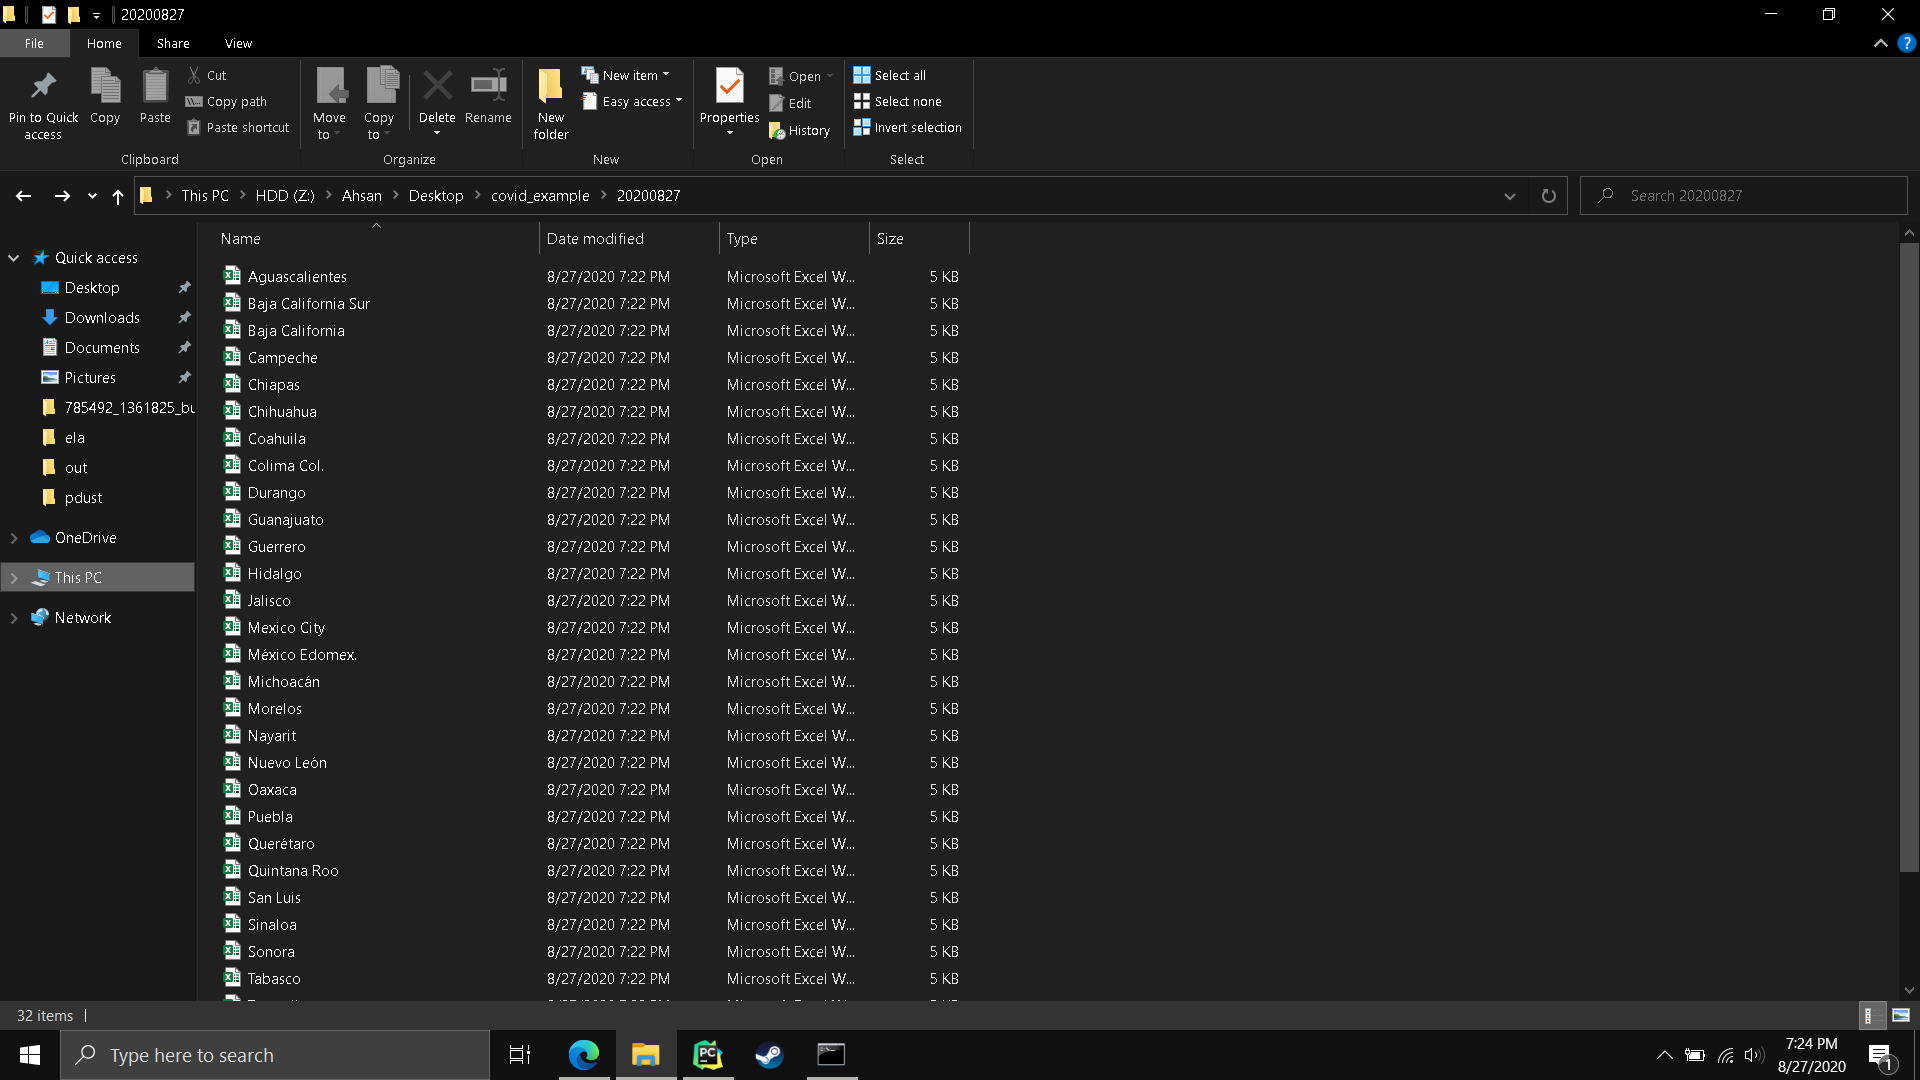 20200827
File Home Share View
Pin to Quick access
Copy
Paste
Cut
Copy path
Paste shortcut
Clipboard
Move to
Copy to
Delete
Rename
Organize
New folder
New item
Easy access
New
Properties
Open
Edit
History
Open
Select all
Select none
Invert selection
Select
This PC HDD (Z:) Ahsan Desktop covid_example 20200827
Search 20200827
Quick access
Desktop
Downloads
Documents
Pictures
785492_1361825_bu
ela
out
pdust
OneDrive
This PC
Network
Name Date modified Type Size
Aguascalientes 8/27/2020 7:22 PM Microsoft Excel W... 5 KB
Baja California Sur 8/27/2020 7:22 PM Microsoft Excel W... 5 KB
Baja California 8/27/2020 7:22 PM Microsoft Excel W... 5 KB
Campeche 8/27/2020 7:22 PM Microsoft Excel W... 5 KB
Chiapas 8/27/2020 7:22 PM Microsoft Excel W... 5 KB
Chihuahua 8/27/2020 7:22 PM Microsoft Excel W... 5 KB
Coahuila 8/27/2020 7:22 PM Microsoft Excel W... 5 KB
Colima Col. 8/27/2020 7:22 PM Microsoft Excel W... 5 KB
Durango 8/27/2020 7:22 PM Microsoft Excel W... 5 KB
Guanajuato 8/27/2020 7:22 PM Microsoft Excel W... 5 KB
Guerrero 8/27/2020 7:22 PM Microsoft Excel W... 5 KB
Hidalgo 8/27/2020 7:22 PM Microsoft Excel W... 5 KB
Jalisco 8/27/2020 7:22 PM Microsoft Excel W... 5 KB
Mexico City 8/27/2020 7:22 PM Microsoft Excel W... 5 KB
México Edomex. 8/27/2020 7:22 PM Microsoft Excel W... 5 KB
Michoacán 8/27/2020 7:22 PM Microsoft Excel W... 5 KB
Morelos 8/27/2020 7:22 PM Microsoft Excel W... 5 KB
Nayarit 8/27/2020 7:22 PM Microsoft Excel W... 5 KB
Nuevo León 8/27/2020 7:22 PM Microsoft Excel W... 5 KB
Oaxaca 8/27/2020 7:22 PM Microsoft Excel W... 5 KB
Puebla 8/27/2020 7:22 PM Microsoft Excel W... 5 KB
Querétaro 8/27/2020 7:22 PM Microsoft Excel W... 5 KB
Quintana Roo 8/27/2020 7:22 PM Microsoft Excel W... 5 KB
San Luis 8/27/2020 7:22 PM Microsoft Excel W... 5 KB
Sinaloa 8/27/2020 7:22 PM Microsoft Excel W... 5 KB
Sonora 8/27/2020 7:22 PM Microsoft Excel W... 5 KB
Tabasco 8/27/2020 7:22 PM Microsoft Excel W... 5 KB
32 items
Type here to search
PC
7:24 PM
8/27/2020
1